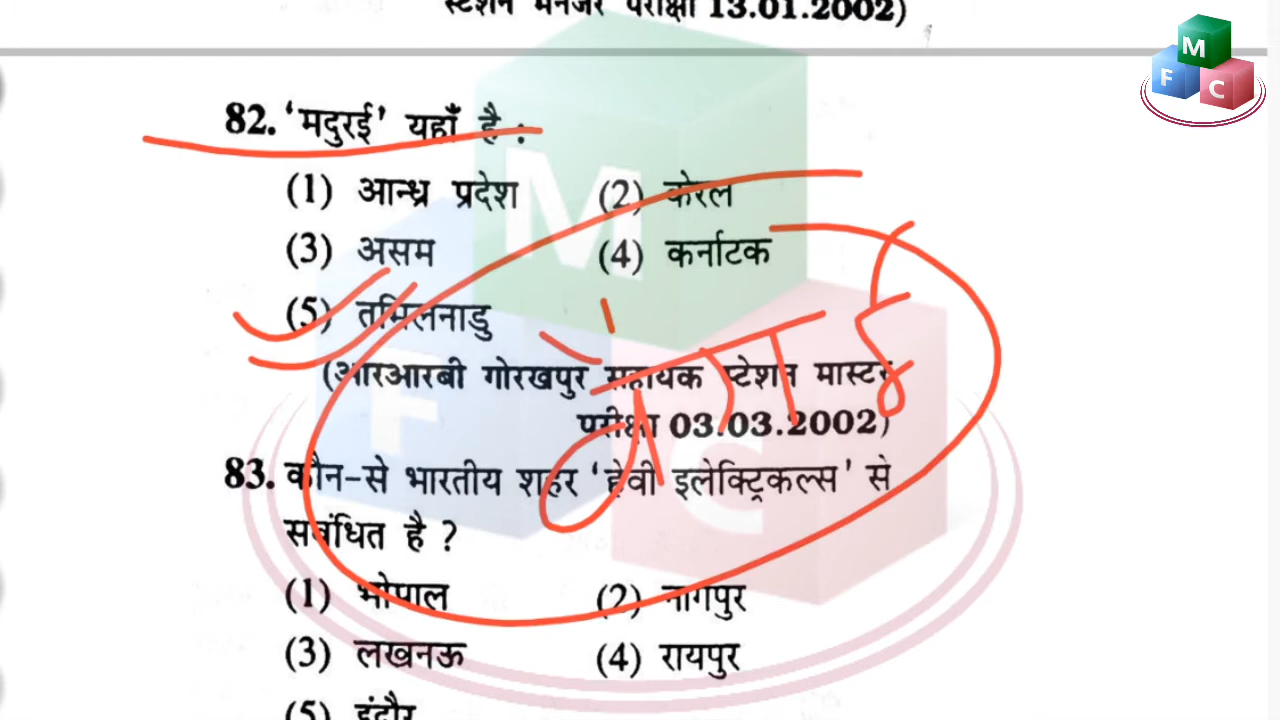 स्टेशन मैनेजर परीक्षा 13.01.2002)
M
F C
82. ‘मदुरई’ यहाँ है :
(1) आन्ध्र प्रदेश (2) केरल
(3) असम (4) कर्नाटक
(5) तमिलनाडु
(आरआरबी गोरखपुर सहायक स्टेशन मास्टर
परीक्षा 03.03.2002)
83. कौन-से भारतीय शहर ‘हेवी इलेक्ट्रिकल्स’ से
सबंधित है ?
(1) भोपाल (2) नागपुर
(3) लखनऊ (4) रायपुर
(5) इंदौर
M
F
C